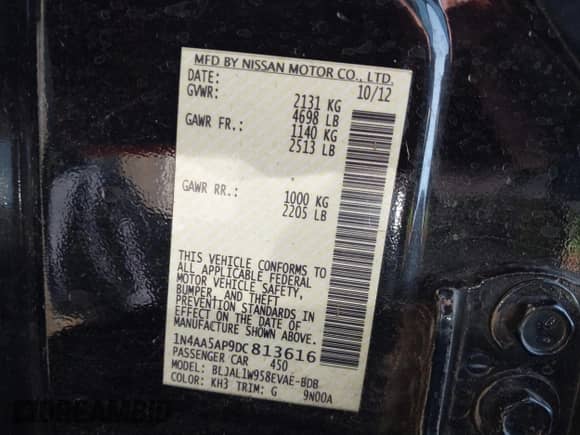 MFD BY NISSAN MOTOR CO., LTD.
DATE: 10/12
GVWR: 2131 KG
4698 LB
GAWR FR.: 1140 KG
2513 LB
GAWR RR.: 1000 KG
2205 LB
THIS VEHICLE CONFORMS TO
ALL APPLICABLE FEDERAL
MOTOR VEHICLE SAFETY,
BUMPER, AND THEFT
PREVENTION STANDARDS IN
EFFECT ON THE DATE OF
MANUFACTURE SHOWN ABOVE.
1N4AA5AP9DC813616
PASSENGER CAR 450
MODEL: BLJAL1W958EVAE-BDB
COLOR: KH3 TRIM: G 9N00A
DREAMBID